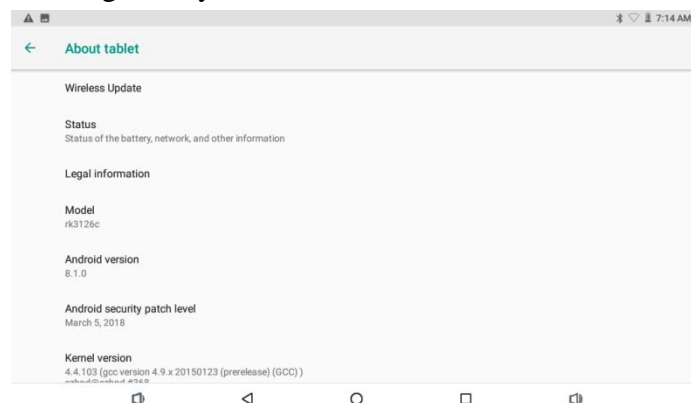 7:14 AM
About tablet
Wireless Update
Status
Status of the battery, network, and other information
Legal information
Model
rk3126c
Android version
8.1.0
Android security patch level
March 5, 2018
Kernel version
4.4.103 (gcc version 4.9.x 20150123 (prerelease) (GCC) )